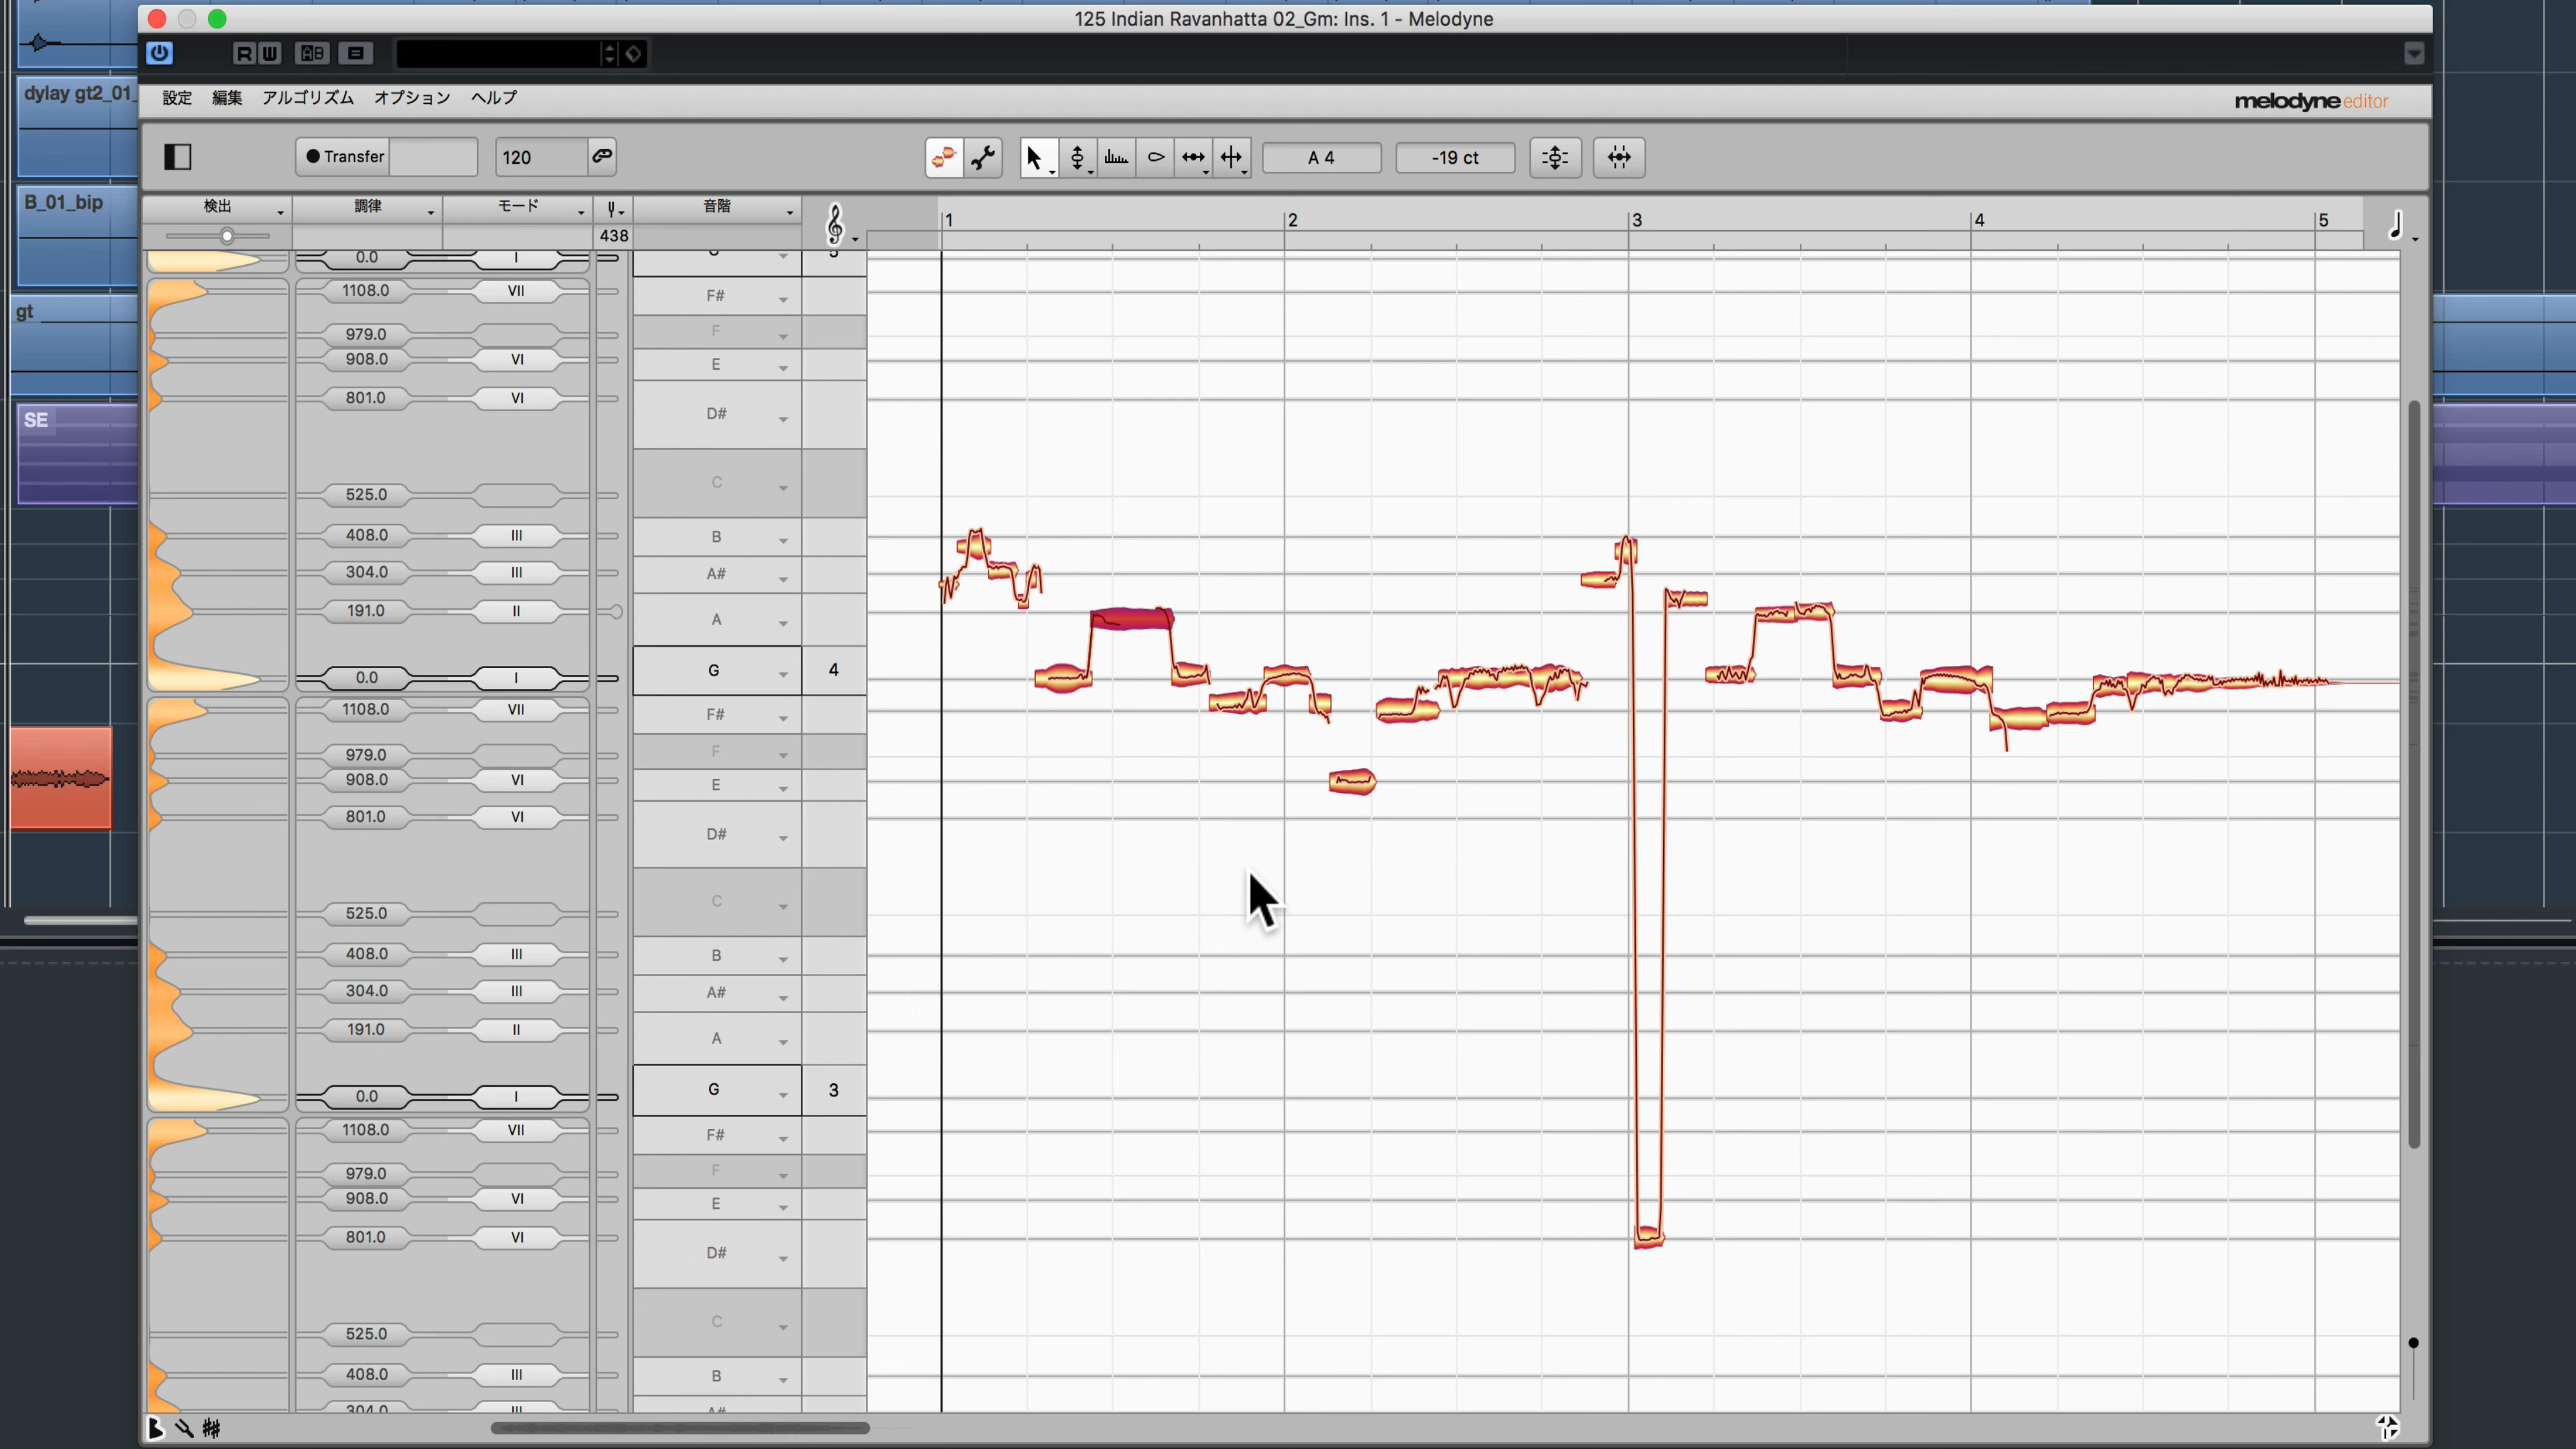 125 Indian Ravanhatta 02_Gm: Ins. 1 - Melodyne
R W AB
設定 編集 アルゴリズム オプション ヘルプ
melodyne editor
Transfer 120 A 4 -19 ct
検出 調律 モード 音階
438
1 2 3 4 5
dylay gt2_01_
B_01_bip
gt
SE
0.0 I
1108.0 VII F#
979.0 F
908.0 VI E
801.0 VI D#
525.0 C
408.0 III B
304.0 III A#
191.0 II A
0.0 I G 4
1108.0 VII F#
979.0 F
908.0 VI E
801.0 VI D#
525.0 C
408.0 III B
304.0 III A#
191.0 II A
0.0 I G 3
1108.0 VII F#
979.0 F
908.0 VI E
801.0 VI D#
525.0 C
408.0 III B
304.0 III A#